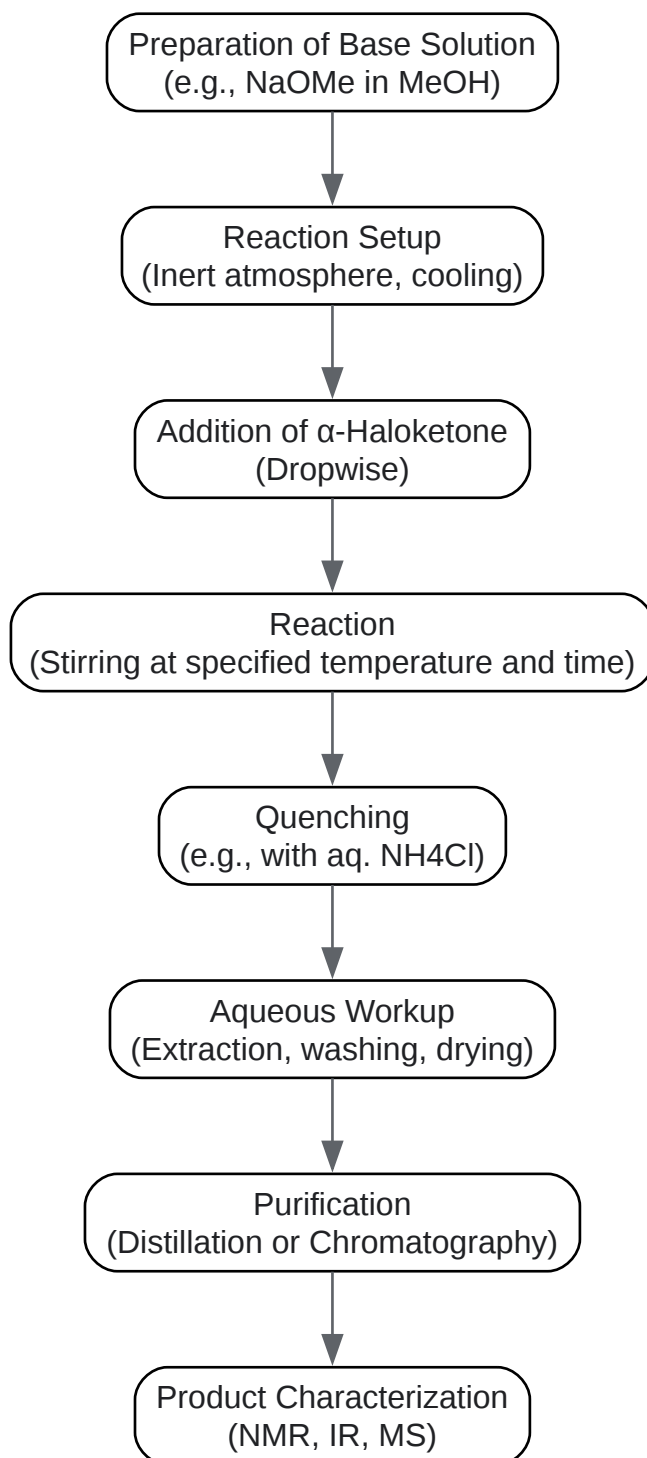 Preparation of Base Solution
(e.g., NaOMe in MeOH)
Reaction Setup
(Inert atmosphere, cooling)
Addition of α-Haloketone
(Dropwise)
Reaction
(Stirring at specified temperature and time)
Quenching
(e.g., with aq. NH4Cl)
Aqueous Workup
(Extraction, washing, drying)
Purification
(Distillation or Chromatography)
Product Characterization
(NMR, IR, MS)